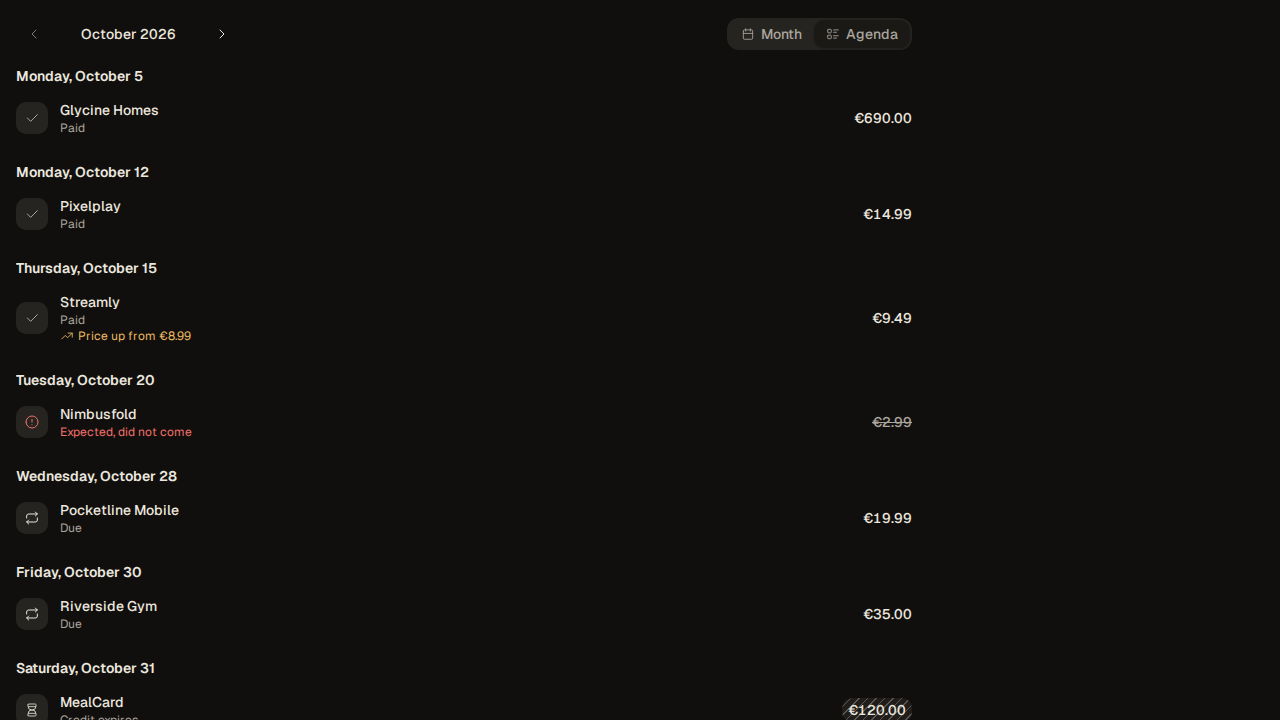 October 2026
Month
Agenda
Monday, October 5
Glycine Homes
Paid
€690.00
Monday, October 12
Pixelplay
Paid
€14.99
Thursday, October 15
Streamly
Paid
Price up from €8.99
€9.49
Tuesday, October 20
Nimbusfold
Expected, did not come
€2.99
Wednesday, October 28
Pocketline Mobile
Due
€19.99
Friday, October 30
Riverside Gym
Due
€35.00
Saturday, October 31
MealCard
Credit expires
€120.00